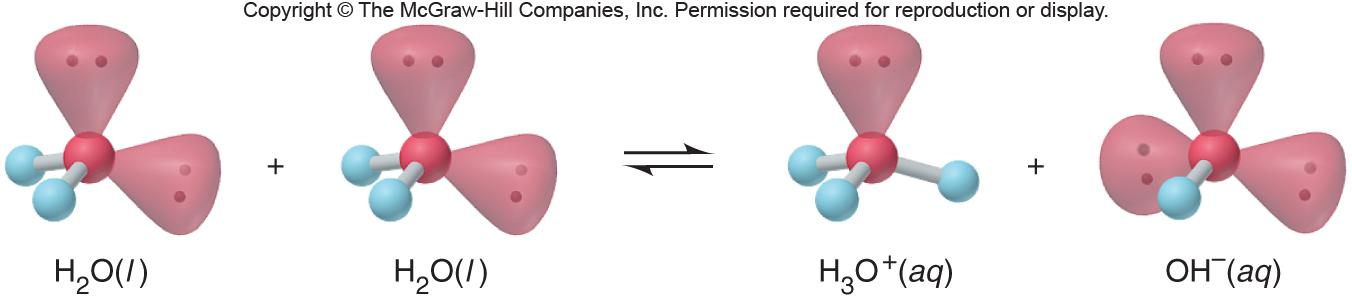 Copyright © The McGraw-Hill Companies, Inc. Permission required for reproduction or display.
+ ⇌ +
H₂O(l) H₂O(l) H₃O⁺(aq) OH⁻(aq)